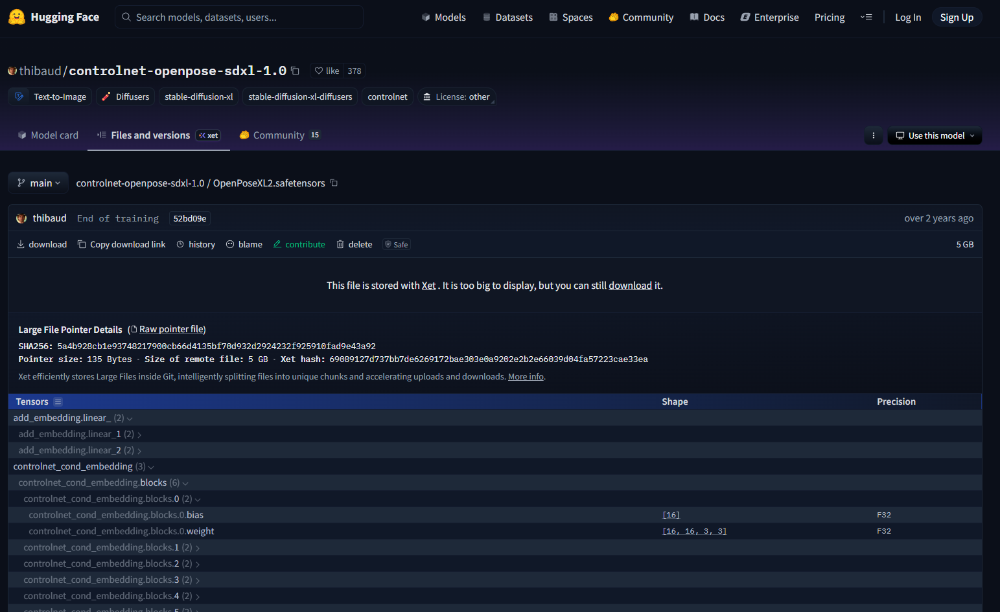 Hugging Face
Search models, datasets, users...
Models
Datasets
Spaces
Community
Docs
Enterprise
Pricing
Log In
Sign Up
thibaud/controlnet-openpose-sdxl-1.0
like 378
Text-to-Image
Diffusers
stable-diffusion-xl
stable-diffusion-xl-diffusers
controlnet
License: other
Model card
Files and versions
xet
Community 15
Use this model
main
controlnet-openpose-sdxl-1.0 / OpenPoseXL2.safetensors
thibaud End of training 52bd09e over 2 years ago
download Copy download link history blame contribute delete Safe 5 GB
This file is stored with Xet . It is too big to display, but you can still download it.
Large File Pointer Details (Raw pointer file)
SHA256: 5a4b928cb1e93748217900cb66d4135bf70d932d2924232f925910fad9e43a92
Pointer size: 135 Bytes · Size of remote file: 5 GB · Xet hash: 69089127d737bb7de6269172bae303e0a9202e2b2e66039d04fa57223cae33ea
Xet efficiently stores Large Files inside Git, intelligently splitting files into unique chunks and accelerating uploads and downloads. More info.
Tensors Shape Precision
add_embedding.linear_ (2)
add_embedding.linear_1 (2)
add_embedding.linear_2 (2)
controlnet_cond_embedding (3)
controlnet_cond_embedding.blocks (6)
controlnet_cond_embedding.blocks.0 (2)
controlnet_cond_embedding.blocks.0.bias [16] F32
controlnet_cond_embedding.blocks.0.weight [16, 16, 3, 3] F32
controlnet_cond_embedding.blocks.1 (2)
controlnet_cond_embedding.blocks.2 (2)
controlnet_cond_embedding.blocks.3 (2)
controlnet_cond_embedding.blocks.4 (2)
controlnet_cond_embedding.blocks.5 (2)